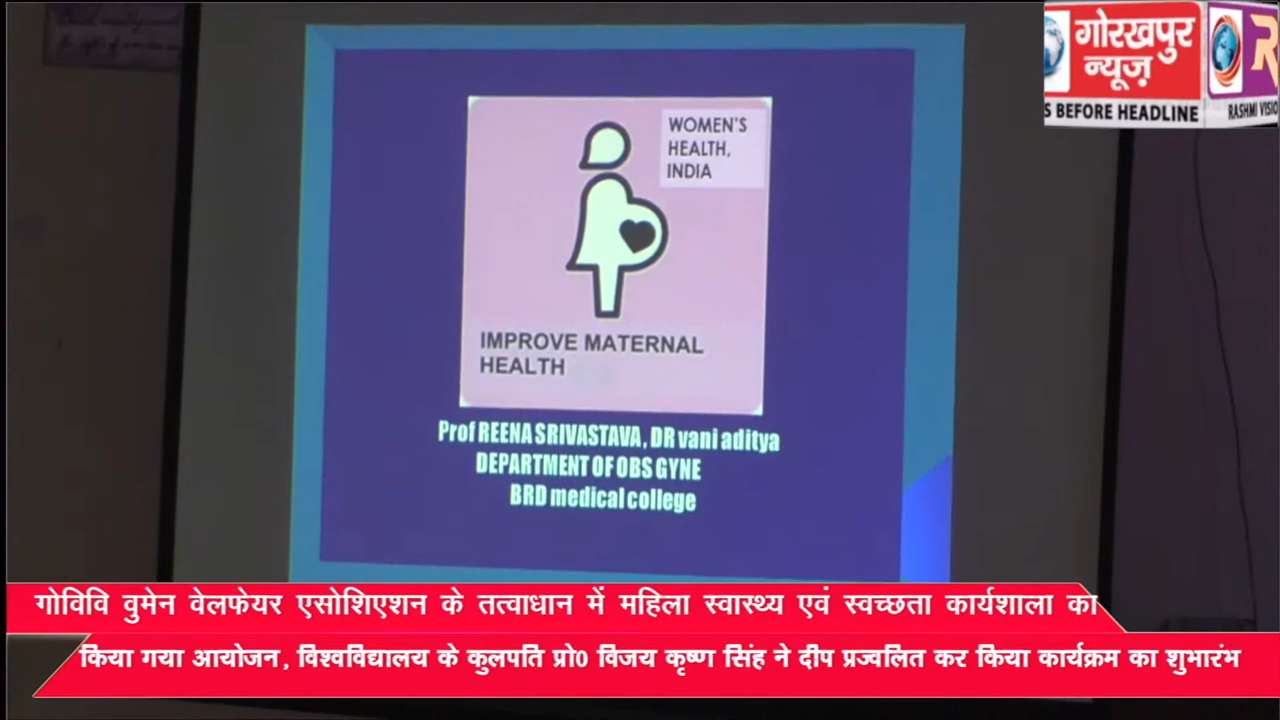 गोरखपुर
न्यूज़
S BEFORE HEADLINE
R
RASHMI VISIO
WOMEN'S
HEALTH,
INDIA
IMPROVE MATERNAL
HEALTH
Prof REENA SRIVASTAVA, DR vani aditya
DEPARTMENT OF OBS GYNE
BRD medical college
गोविवि वुमेन वेलफेयर एसोशिएशन के तत्वाधान में महिला स्वास्थ्य एवं स्वच्छता कार्यशाला का
किया गया आयोजन, विश्वविद्यालय के कुलपति प्रो0 विजय कृष्ण सिंह ने दीप प्रज्वलित कर किया कार्यक्रम का शुभारंभ